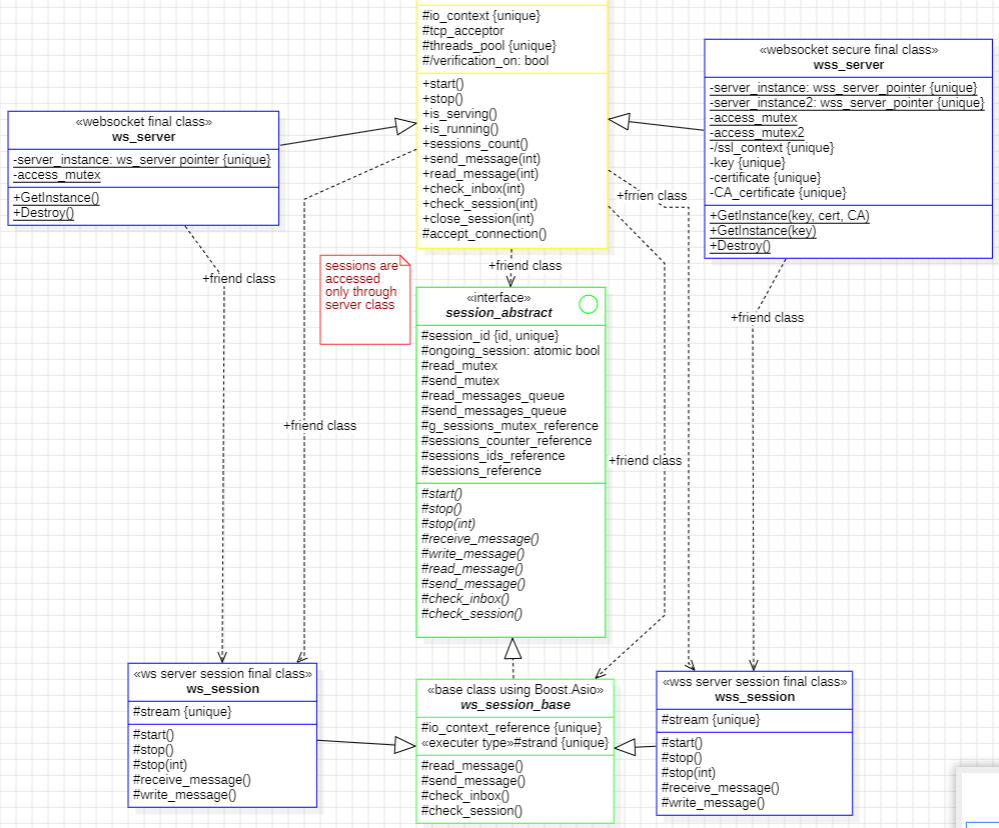 #io_context {unique}
#tcp_acceptor
#threads_pool {unique}
#/verification_on: bool
+start()
+stop()
+is_serving()
+is_running()
+sessions_count()
+send_message(int)
+read_message(int)
+check_inbox(int)
+check_session(int)
+close_session(int)
#accept_connection()
«websocket final class»
ws_server
-server_instance: ws_server pointer {unique}
-access_mutex
+GetInstance()
+Destroy()
«websocket secure final class»
wss_server
-server_instance: wss_server_pointer {unique}
-server_instance2: wss_server_pointer {unique}
-access_mutex
-access_mutex2
-/ssl_context {unique}
-key {unique}
-certificate {unique}
-CA_certificate {unique}
+GetInstance(key, cert, CA)
+GetInstance(key)
+Destroy()
+frrien class
+friend class
+friend class
+friend class
+friend class
+friend class
sessions are
accessed
only through
server class
«interface»
session_abstract
#session_id {id, unique}
#ongoing_session: atomic bool
#read_mutex
#send_mutex
#read_messages_queue
#send_messages_queue
#g_sessions_mutex_reference
#sessions_counter_reference
#sessions_ids_reference
#sessions_reference
#start()
#stop()
#stop(int)
#receive_message()
#write_message()
#read_message()
#send_message()
#check_inbox()
#check_session()
«ws server session final class»
ws_session
#stream {unique}
#start()
#stop()
#stop(int)
#receive_message()
#write_message()
«base class using Boost.Asio»
ws_session_base
#io_context_reference {unique}
«executer type»#strand {unique}
#read_message()
#send_message()
#check_inbox()
#check_session()
«wss server session final class»
wss_session
#stream {unique}
#start()
#stop()
#stop(int)
#receive_message()
#write_message()